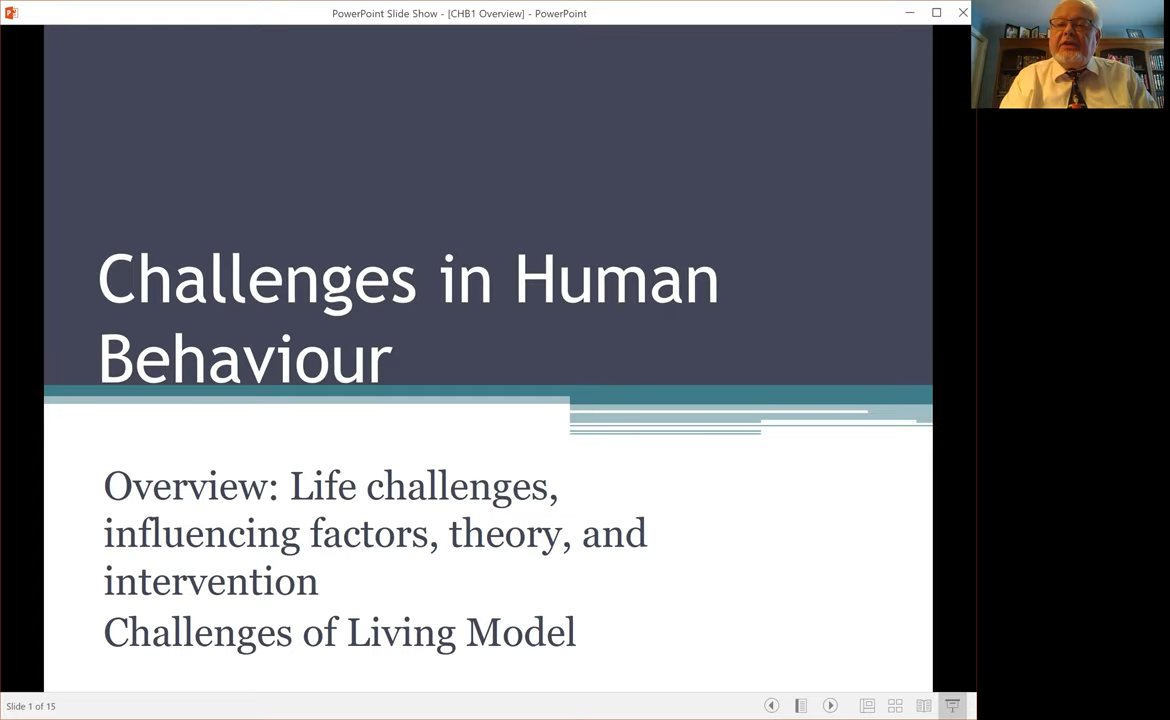 PowerPoint Slide Show - [CHB1 Overview] - PowerPoint
Challenges in Human
Behaviour
Overview: Life challenges,
influencing factors, theory, and
intervention
Challenges of Living Model
Slide 1 of 15